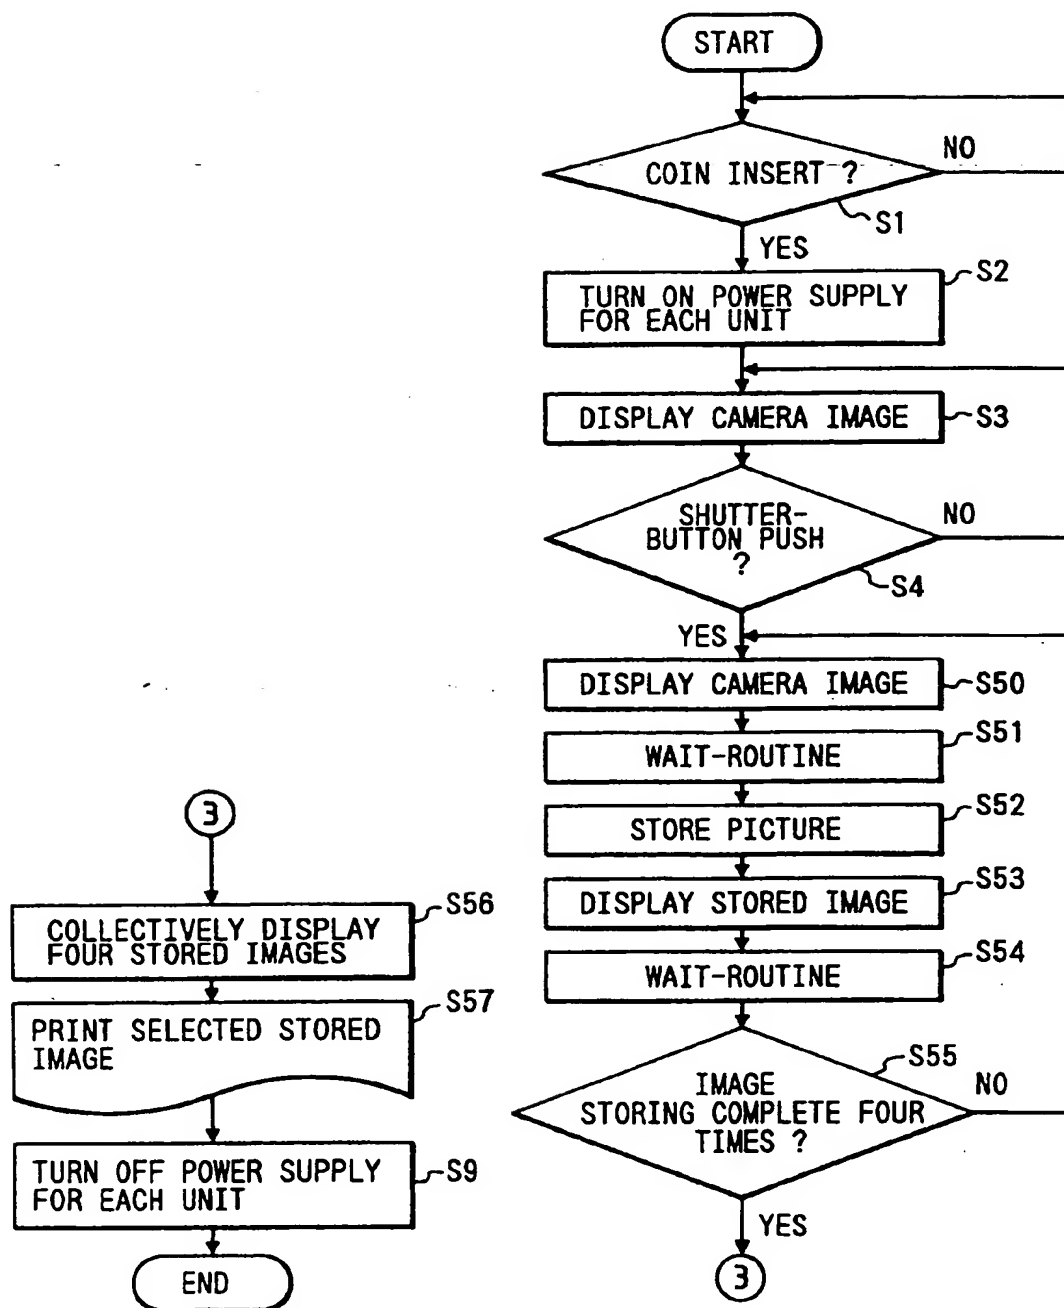 START
COIN INSERT ?
NO
S1
YES
TURN ON POWER SUPPLY
FOR EACH UNIT
S2
DISPLAY CAMERA IMAGE
S3
SHUTTER-
BUTTON PUSH
?
NO
S4
YES
DISPLAY CAMERA IMAGE
S50
WAIT-ROUTINE
S51
STORE PICTURE
S52
DISPLAY STORED IMAGE
S53
WAIT-ROUTINE
S54
IMAGE
STORING COMPLETE FOUR
TIMES ?
S55
NO
YES
3
3
COLLECTIVELY DISPLAY
FOUR STORED IMAGES
S56
PRINT SELECTED STORED
IMAGE
S57
TURN OFF POWER SUPPLY
FOR EACH UNIT
S9
END